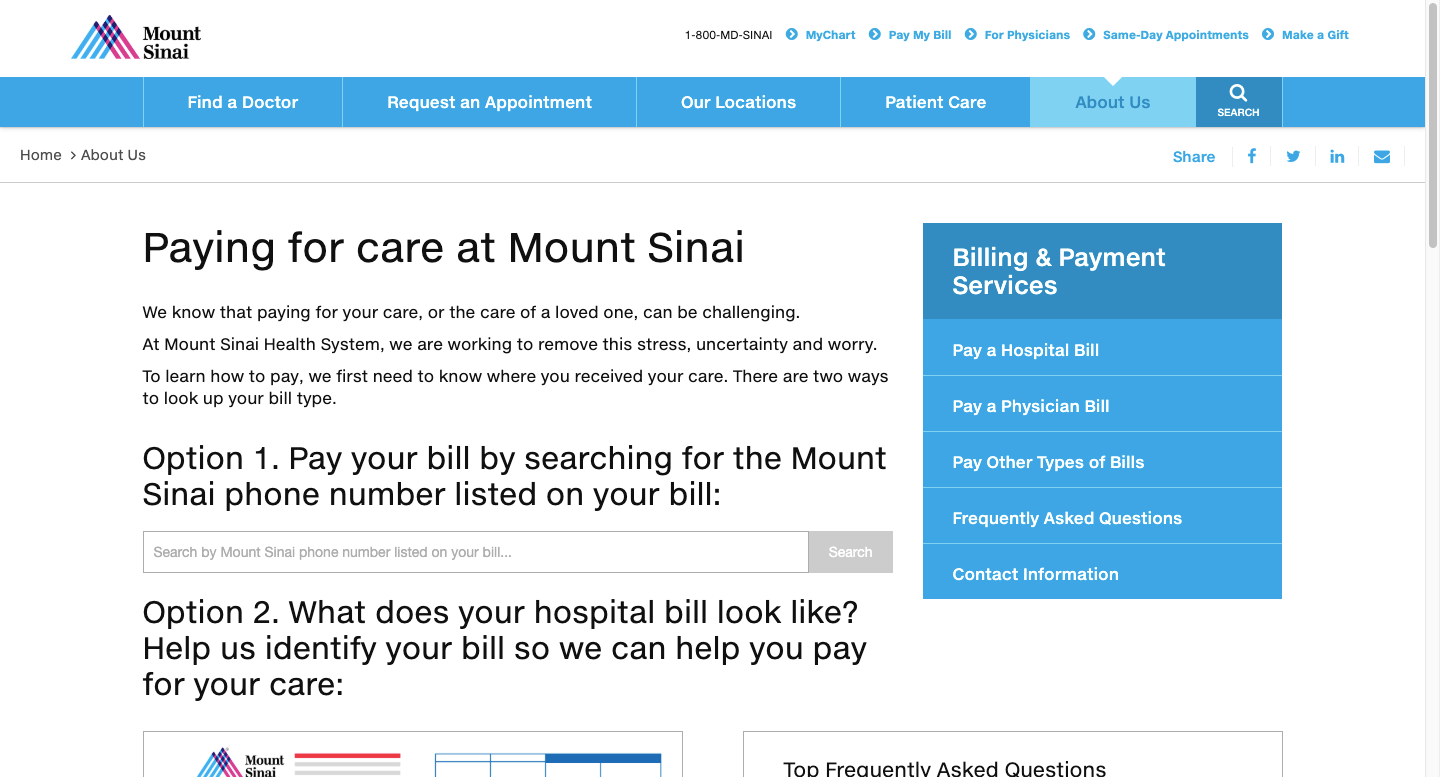 Mount
Sinai
1-800-MD-SINAI MyChart Pay My Bill For Physicians Same-Day Appointments Make a Gift
Find a Doctor Request an Appointment Our Locations Patient Care About Us SEARCH
Home > About Us
Share
Paying for care at Mount Sinai
We know that paying for your care, or the care of a loved one, can be challenging.
At Mount Sinai Health System, we are working to remove this stress, uncertainty and worry.
To learn how to pay, we first need to know where you received your care. There are two ways
to look up your bill type.
Option 1. Pay your bill by searching for the Mount
Sinai phone number listed on your bill:
Search by Mount Sinai phone number listed on your bill... Search
Option 2. What does your hospital bill look like?
Help us identify your bill so we can help you pay
for your care:
Billing & Payment
Services
Pay a Hospital Bill
Pay a Physician Bill
Pay Other Types of Bills
Frequently Asked Questions
Contact Information
Mount
Sinai
Top Frequently Asked Questions